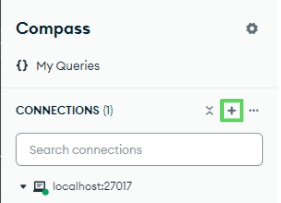 Compass
{} My Queries
CONNECTIONS (1)
Search connections
localhost:27017